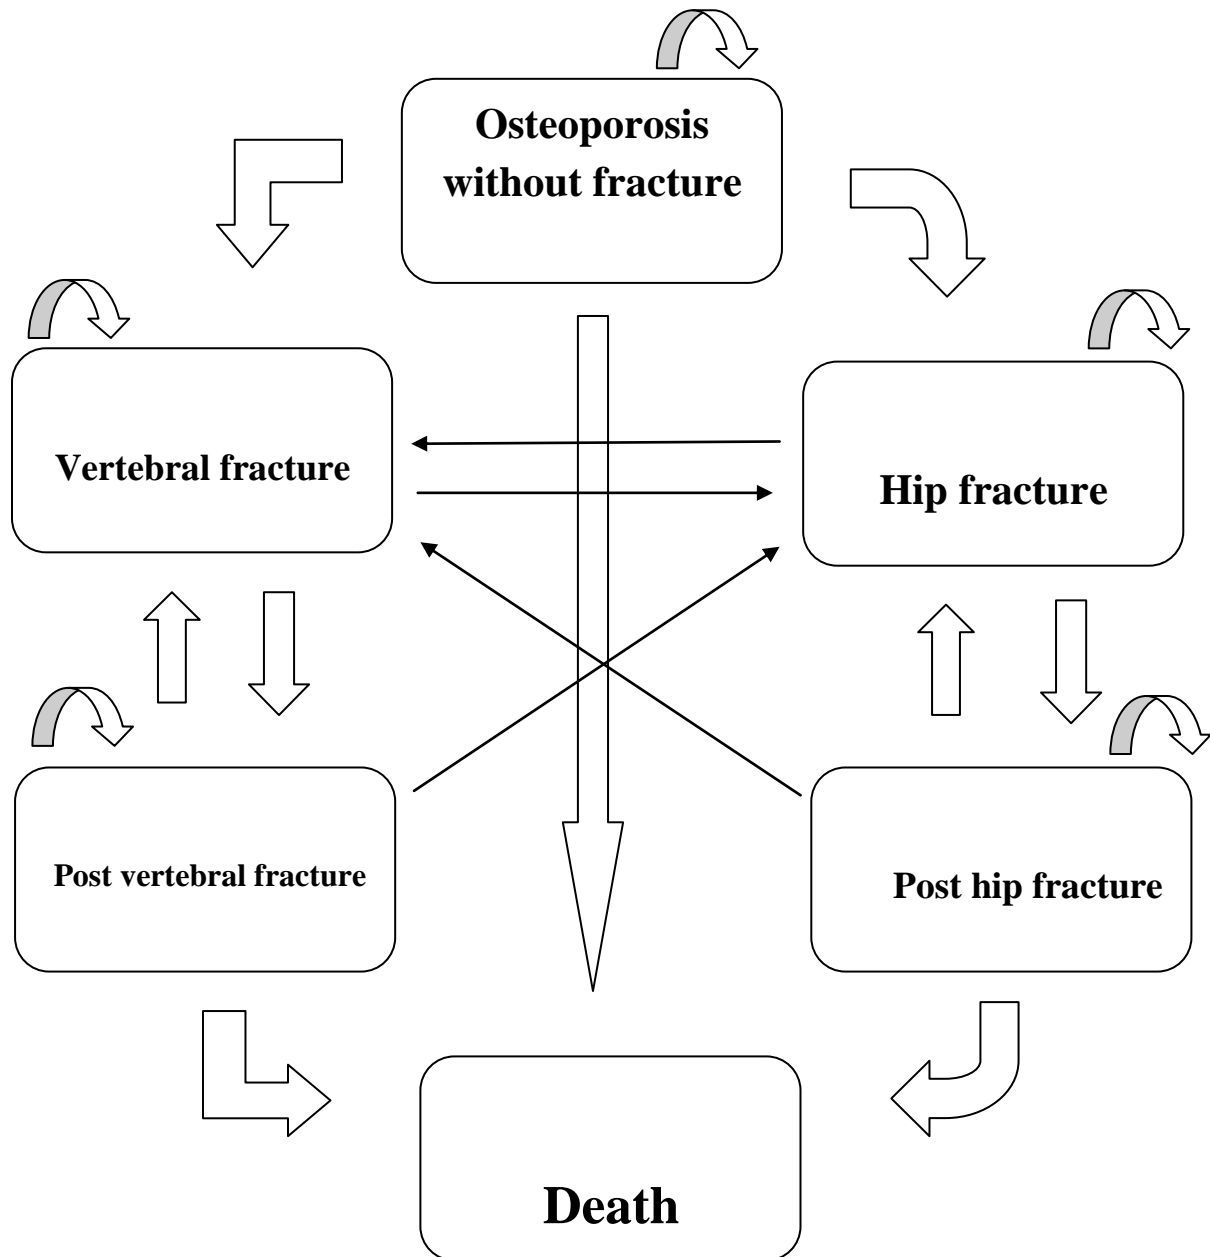 Osteoporosis
without fracture
Vertebral fracture
Hip fracture
Post vertebral fracture
Post hip fracture
Death